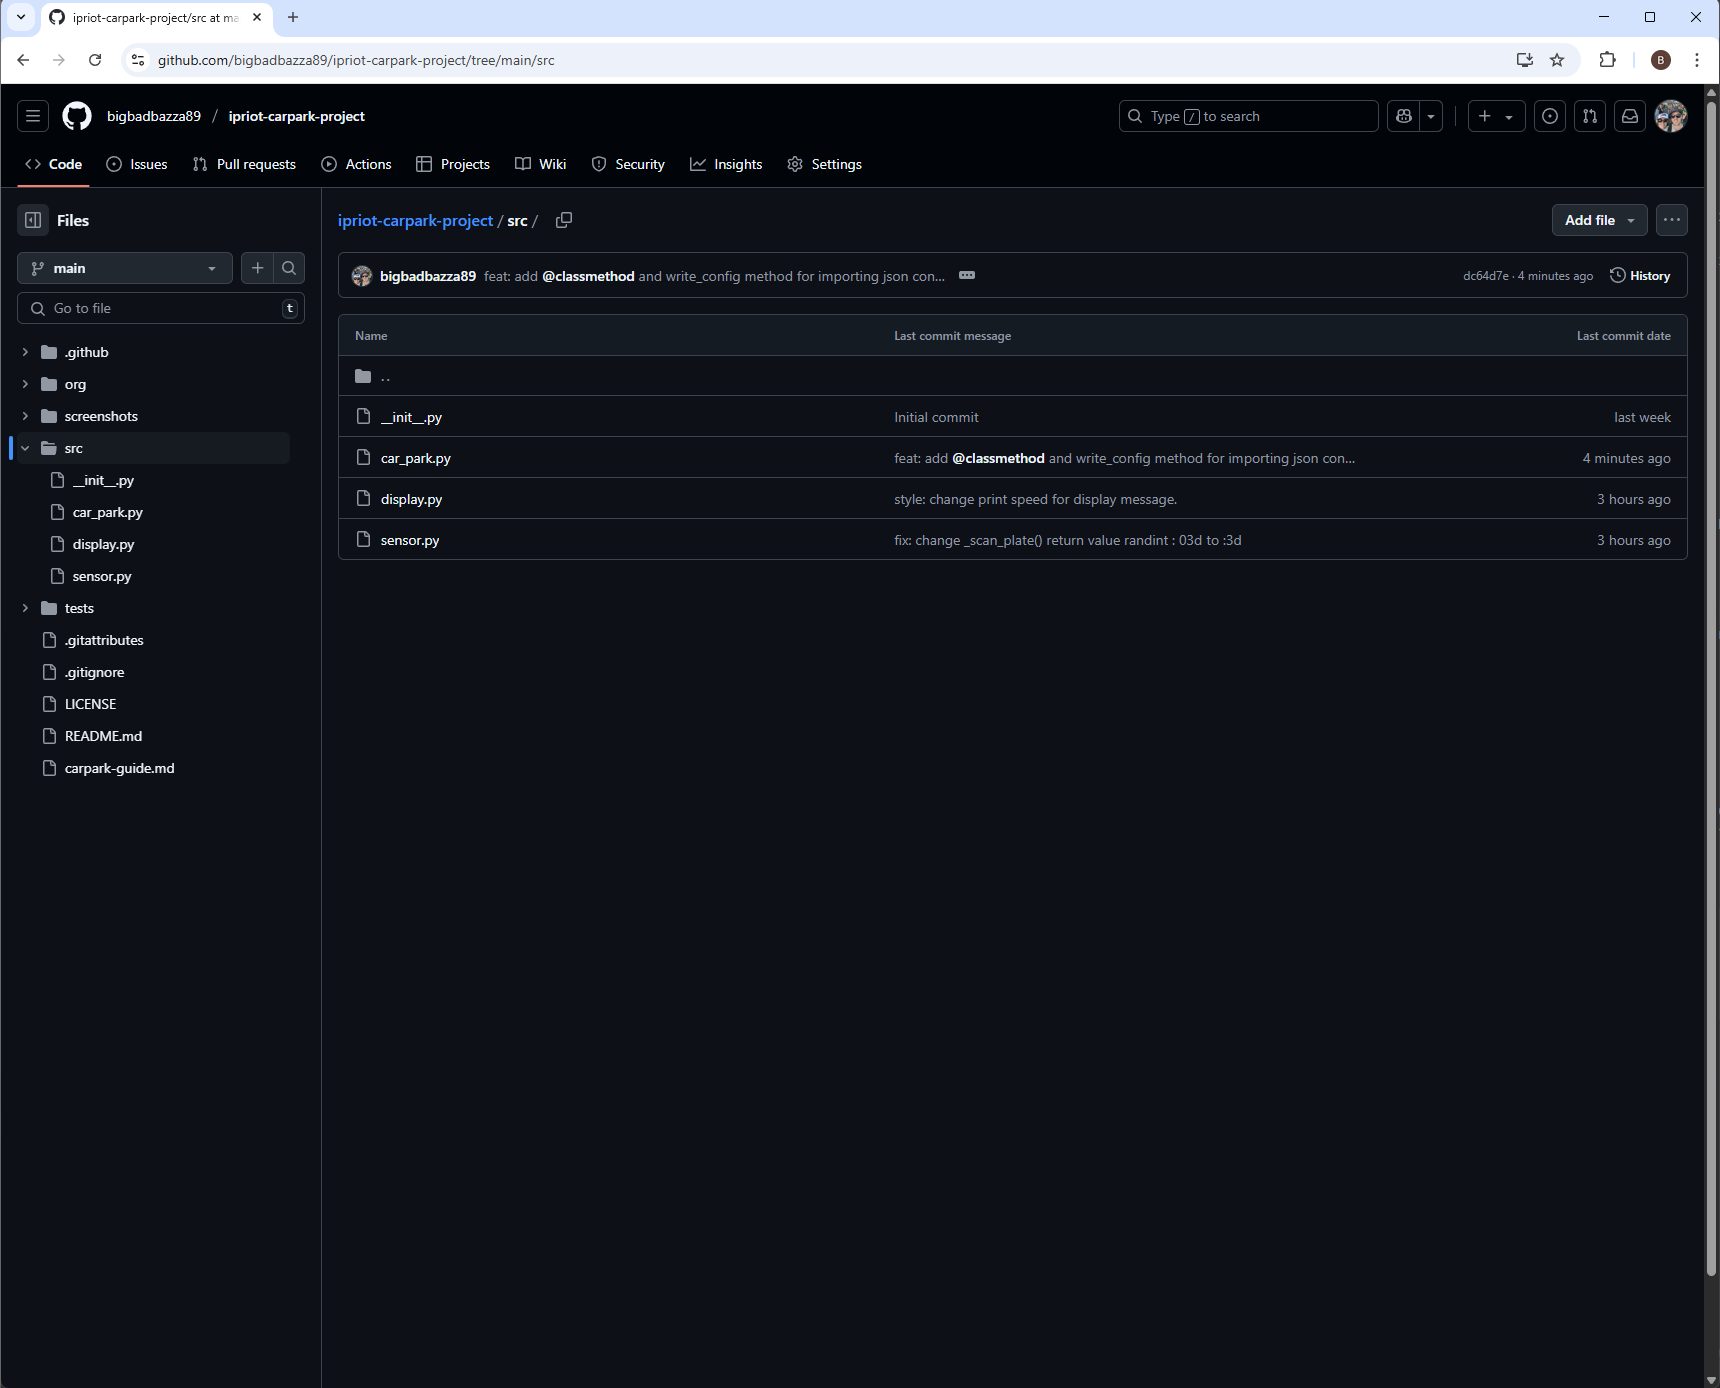 ipriot-carpark-project/src at ma
github.com/bigbadbazza89/ipriot-carpark-project/tree/main/src
B
bigbadbazza89 / ipriot-carpark-project
Type / to search
Code
Issues
Pull requests
Actions
Projects
Wiki
Security
Insights
Settings
Files
main
Go to file
t
.github
org
screenshots
src
__init__.py
car_park.py
display.py
sensor.py
tests
.gitattributes
.gitignore
LICENSE
README.md
carpark-guide.md
ipriot-carpark-project / src /
Add file
bigbadbazza89 feat: add @classmethod and write_config method for importing json con...
dc64d7e · 4 minutes ago
History
Name Last commit message Last commit date
..
__init__.py Initial commit last week
car_park.py feat: add @classmethod and write_config method for importing json con... 4 minutes ago
display.py style: change print speed for display message. 3 hours ago
sensor.py fix: change _scan_plate() return value randint : 03d to :3d 3 hours ago